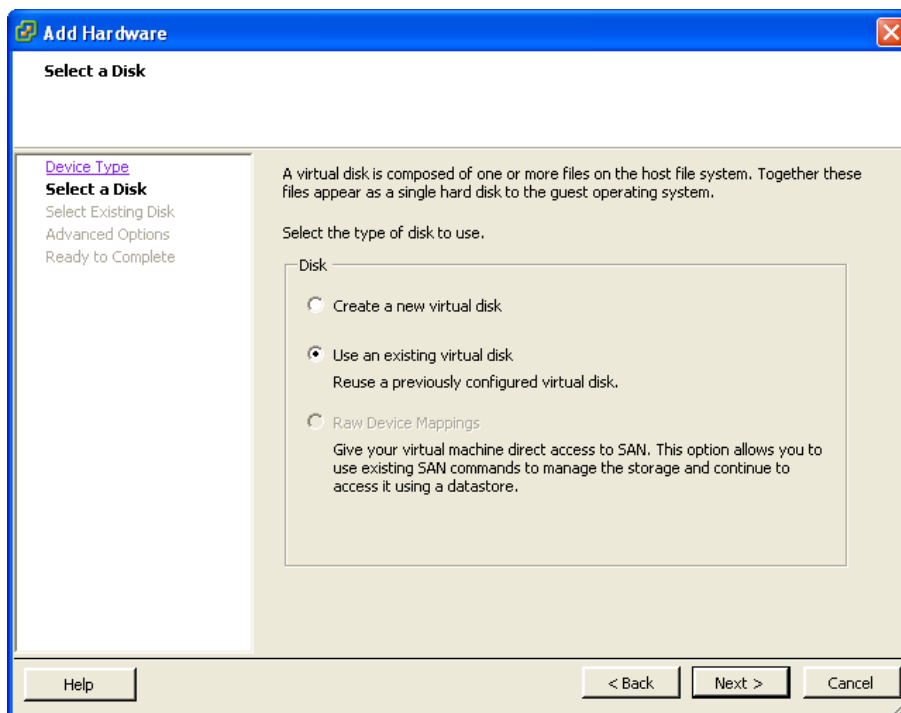 Add Hardware
Select a Disk
Device Type
Select a Disk
Select Existing Disk
Advanced Options
Ready to Complete
A virtual disk is composed of one or more files on the host file system. Together these
files appear as a single hard disk to the guest operating system.
Select the type of disk to use.
Disk
Create a new virtual disk
Use an existing virtual disk
Reuse a previously configured virtual disk.
Raw Device Mappings
Give your virtual machine direct access to SAN. This option allows you to
use existing SAN commands to manage the storage and continue to
access it using a datastore.
Help
< Back
Next >
Cancel